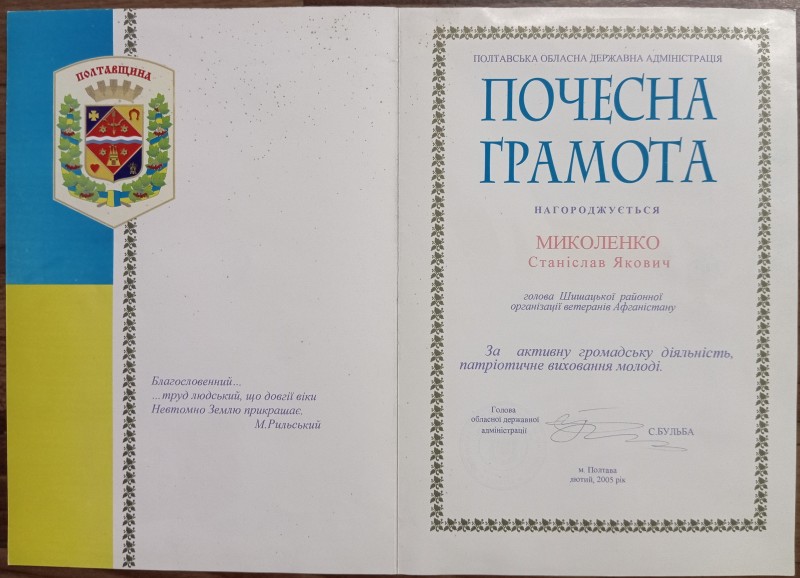 ПОЛТАВЩИНА
Благословенний...
...труд людський, що довгії віки
Невтомно Землю прикрашає.
М.Рильський
ПОЛТАВСЬКА ОБЛАСНА ДЕРЖАВНА АДМІНІСТРАЦІЯ
ПОЧЕСНА
ГРАМОТА
НАГОРОДЖУЄТЬСЯ
МИКОЛЕНКО
Станіслав Якович
голова Шишацької районної
організації ветеранів Афганістану
За активну громадську діяльність,
патріотичне виховання молоді.
Голова
обласної державної
адміністрації
С.БУЛЬБА
м. Полтава
лютий, 2005 рік